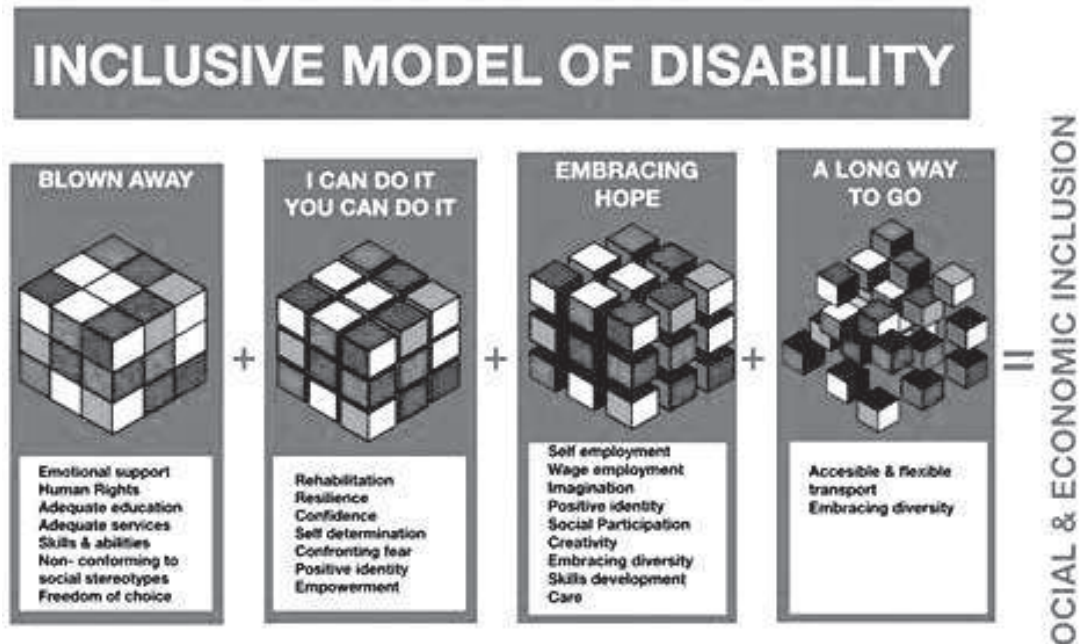 INCLUSIVE MODEL OF DISABILITY
BLOWN AWAY
Emotional support
Human Rights
Adequate education
Adequate services
Skills & abilities
Non- conforming to
social stereotypes
Freedom of choice
+
I CAN DO IT
YOU CAN DO IT
Rehabilitation
Resilience
Confidence
Self determination
Confronting fear
Positive identity
Empowerment
+
EMBRACING
HOPE
Self employment
Wage employment
Imagination
Positive identity
Social Participation
Creativity
Embracing diversity
Skills development
Care
+
A LONG WAY
TO GO
Accesible & flexible
transport
Embracing diversity
=
OCIAL & ECONOMIC INCLUSION